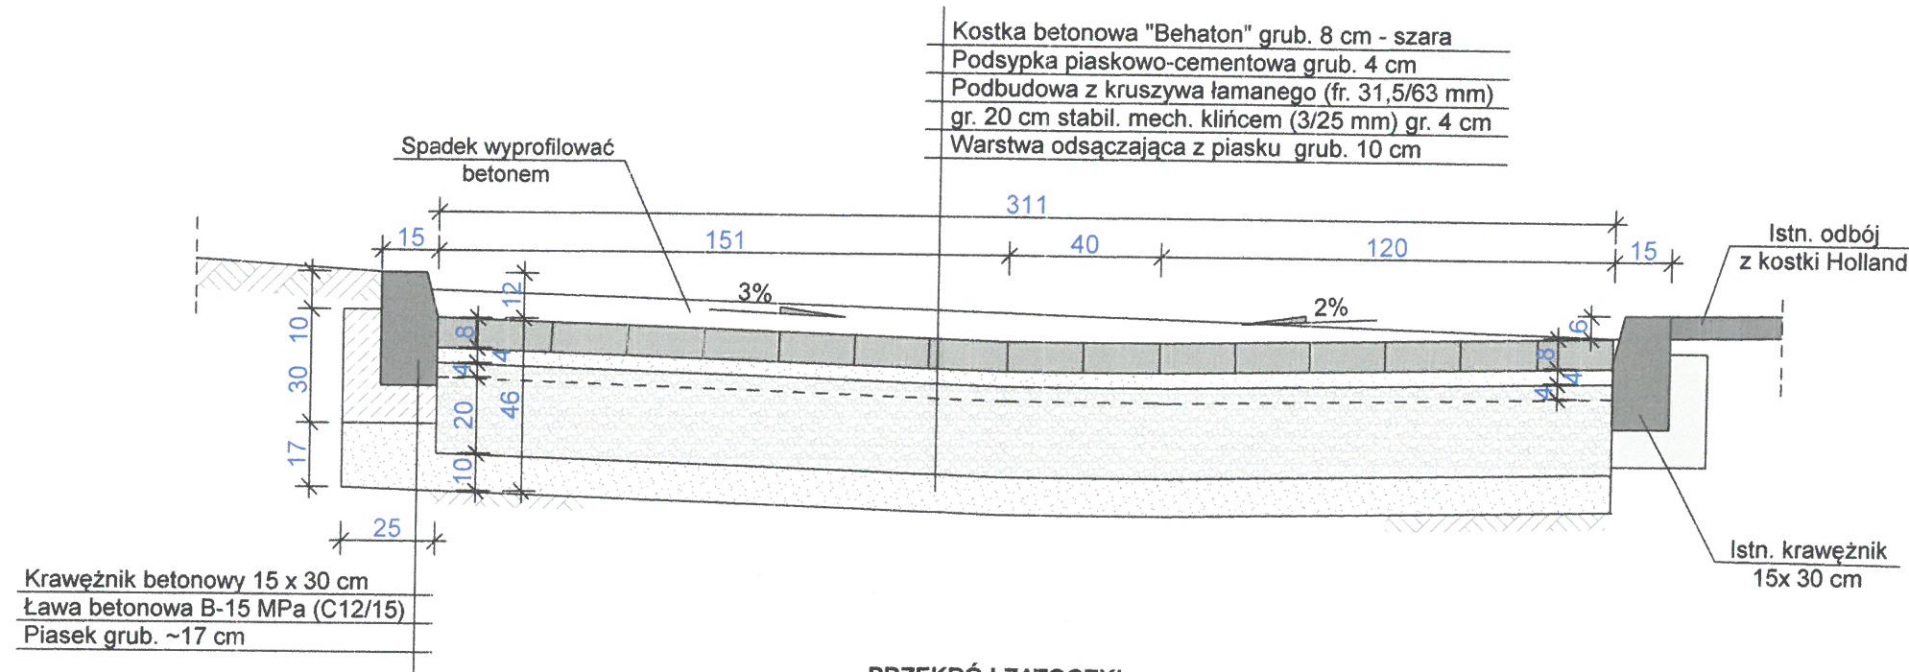 Kostka betonowa "Behaton" grub. 8 cm - szara
Podsypka piaskowo-cementowa grub. 4 cm
Podbudowa z kruszywa łamanego (fr. 31,5/63 mm)
gr. 20 cm stabil. mech. klińcem (3/25 mm) gr. 4 cm
Warstwa odsączająca z piasku grub. 10 cm
Spadek wyprofilować
betonem
311
15
151
40
120
15
Istn. odbój
z kostki Holland
3%
2%
12
6
10
8
4
4
8
4
4
30
20
46
17
10
25
Istn. krawężnik
15x 30 cm
Krawężnik betonowy 15 x 30 cm
Ława betonowa B-15 MPa (C12/15)
Piasek grub. ~17 cm